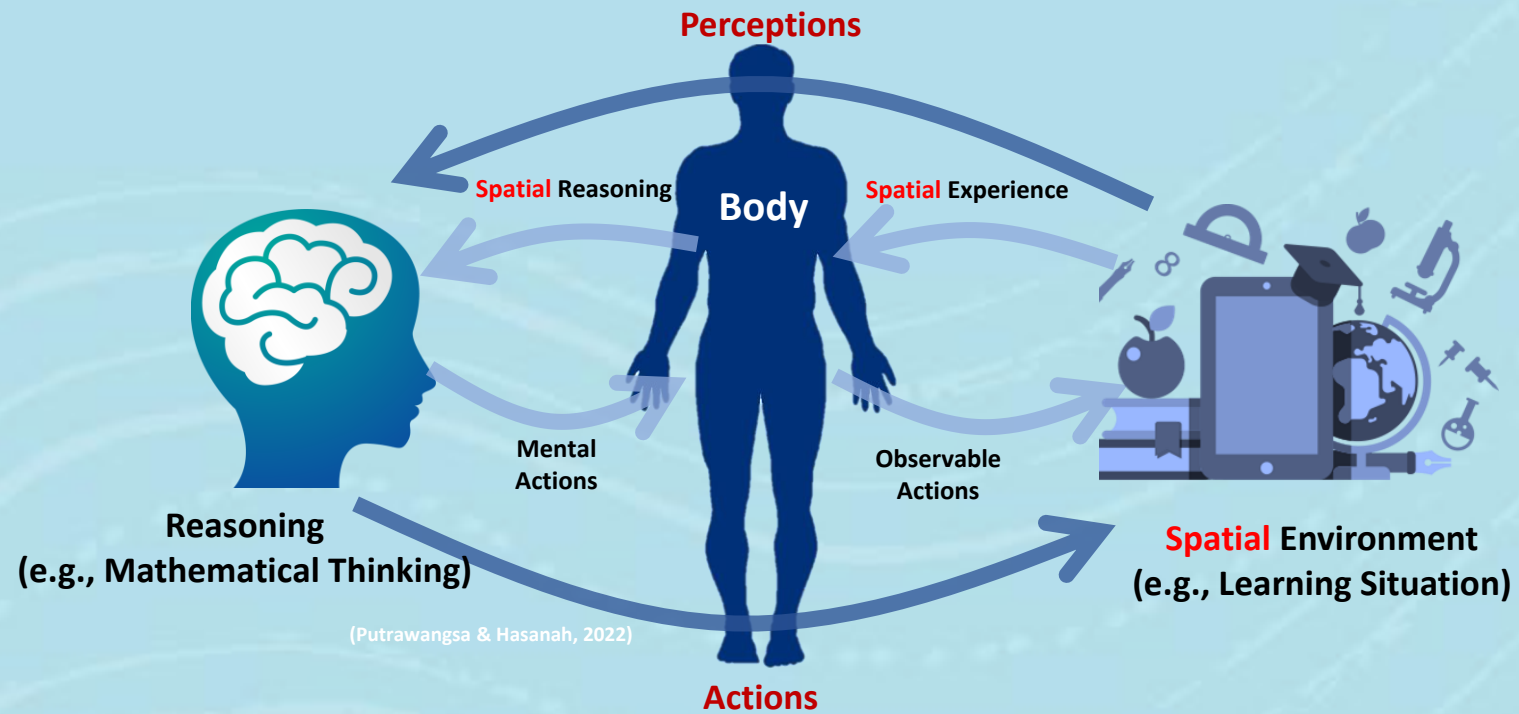 Perceptions
Spatial Reasoning
Body
Spatial Experience
Mental
Actions
Observable
Actions
Reasoning
(e.g., Mathematical Thinking)
Spatial Environment
(e.g., Learning Situation)
(Putrawangsa & Hasanah, 2022)
Actions